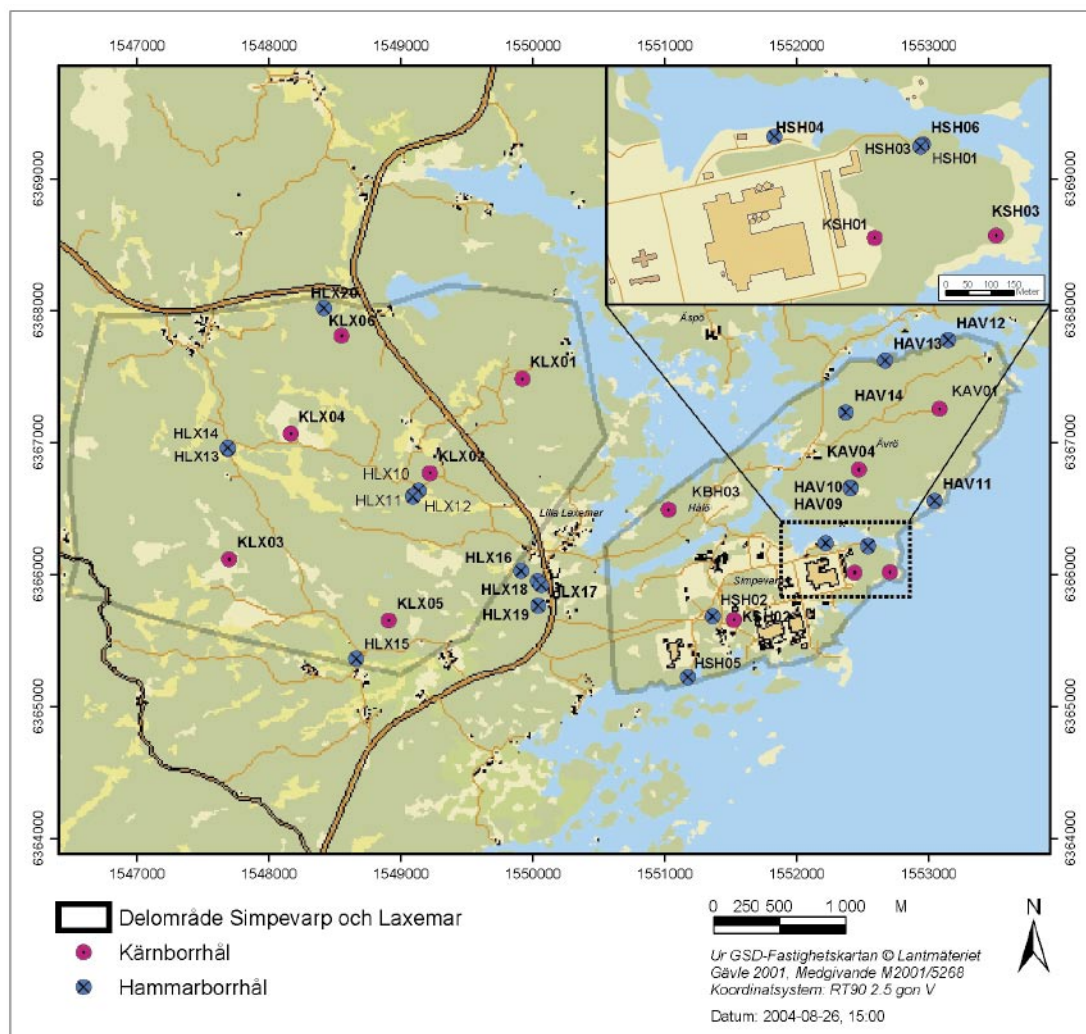 1547000 1548000 1549000 1550000 1551000 1552000 1553000
6369000
6368000
6367000
6366000
6365000
6364000
HSH04
HSH06
HSH03
HSH01
KSH01
KSH03
0 50 100 150
Meter
6369000
6368000
6367000
6366000
6365000
6364000
HLX20
KLX06
Äspö
HAV12
HAV13
KLX01
HAV14
KAV01
KLX04
HLX14
HLX13
KLX02
HLX10
HLX11
HLX12
Ävrö
KAV04
HAV10
HAV09
HAV11
KBH03
Hålö
Lilla Laxemar
KLX03
HLX16
HLX18
HLX17
HLX19
Simpevarp
HSH02
KSH02
KLX05
HLX15
HSH05
1547000 1548000 1549000 1550000 1551000 1552000 1553000
Delområde Simpevarp och Laxemar
Kärnborrhål
Hammarborrhål
0 250 500 1 000 M
N
Ur GSD-Fastighetskartan © Lantmäteriet
Gävle 2001, Medgivande M2001/5268
Koordinatsystem: RT90 2.5 gon V
Datum: 2004-08-26, 15:00